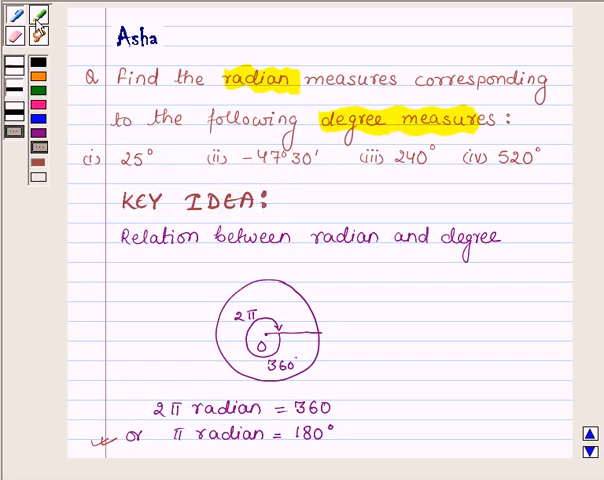 Asha
Q Find the radian measures corresponding
to the following degree measures:
(i) 25° (ii) -47°30' (iii) 240° (iv) 520°
KEY IDEA:
Relation between radian and degree
2π
O
360°
2π radian = 360
or π radian = 180°